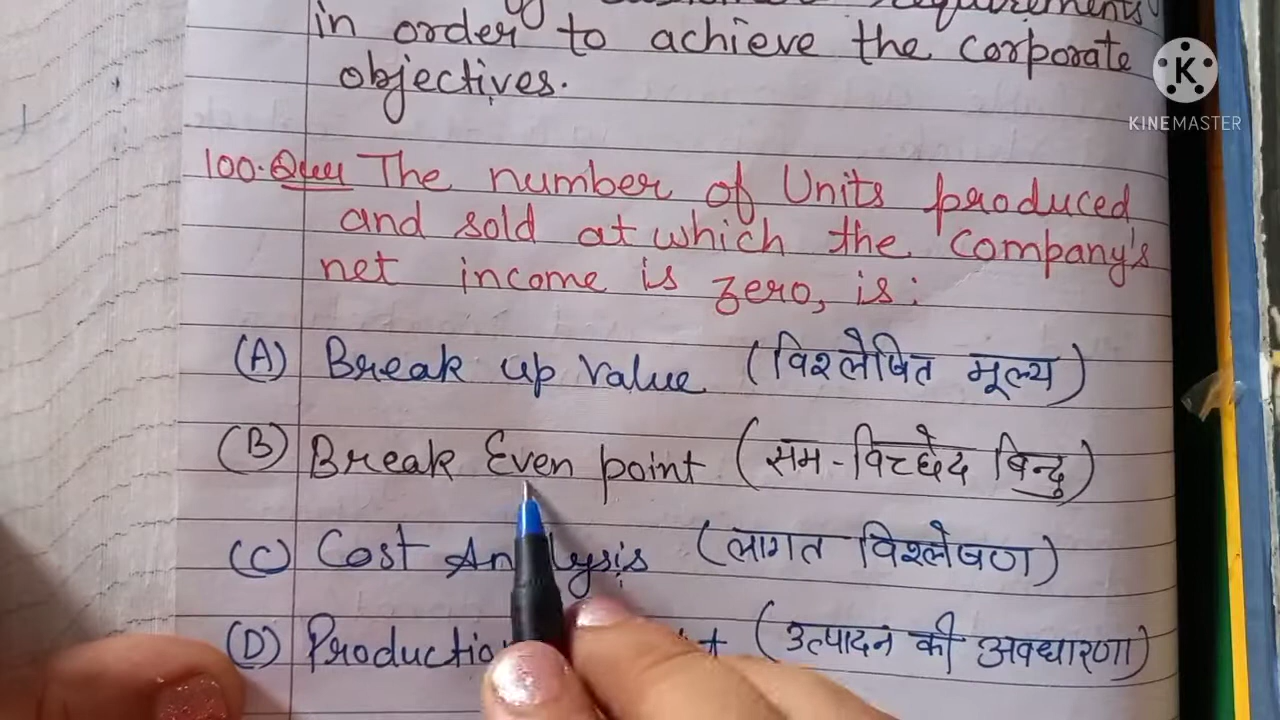 requirements
in order to achieve the corporate
objectives.
K
KINEMASTER
100. Ques The number of Units produced
and sold at which the Company's
net income is zero, is:
(A) Break up value (विश्लेषित मूल्य)
(B) Break Even point (सम-विच्छेद बिन्दु)
(C) Cost Analysis (लागत विश्लेषण)
(D) (उत्पादन की अवधारणा)